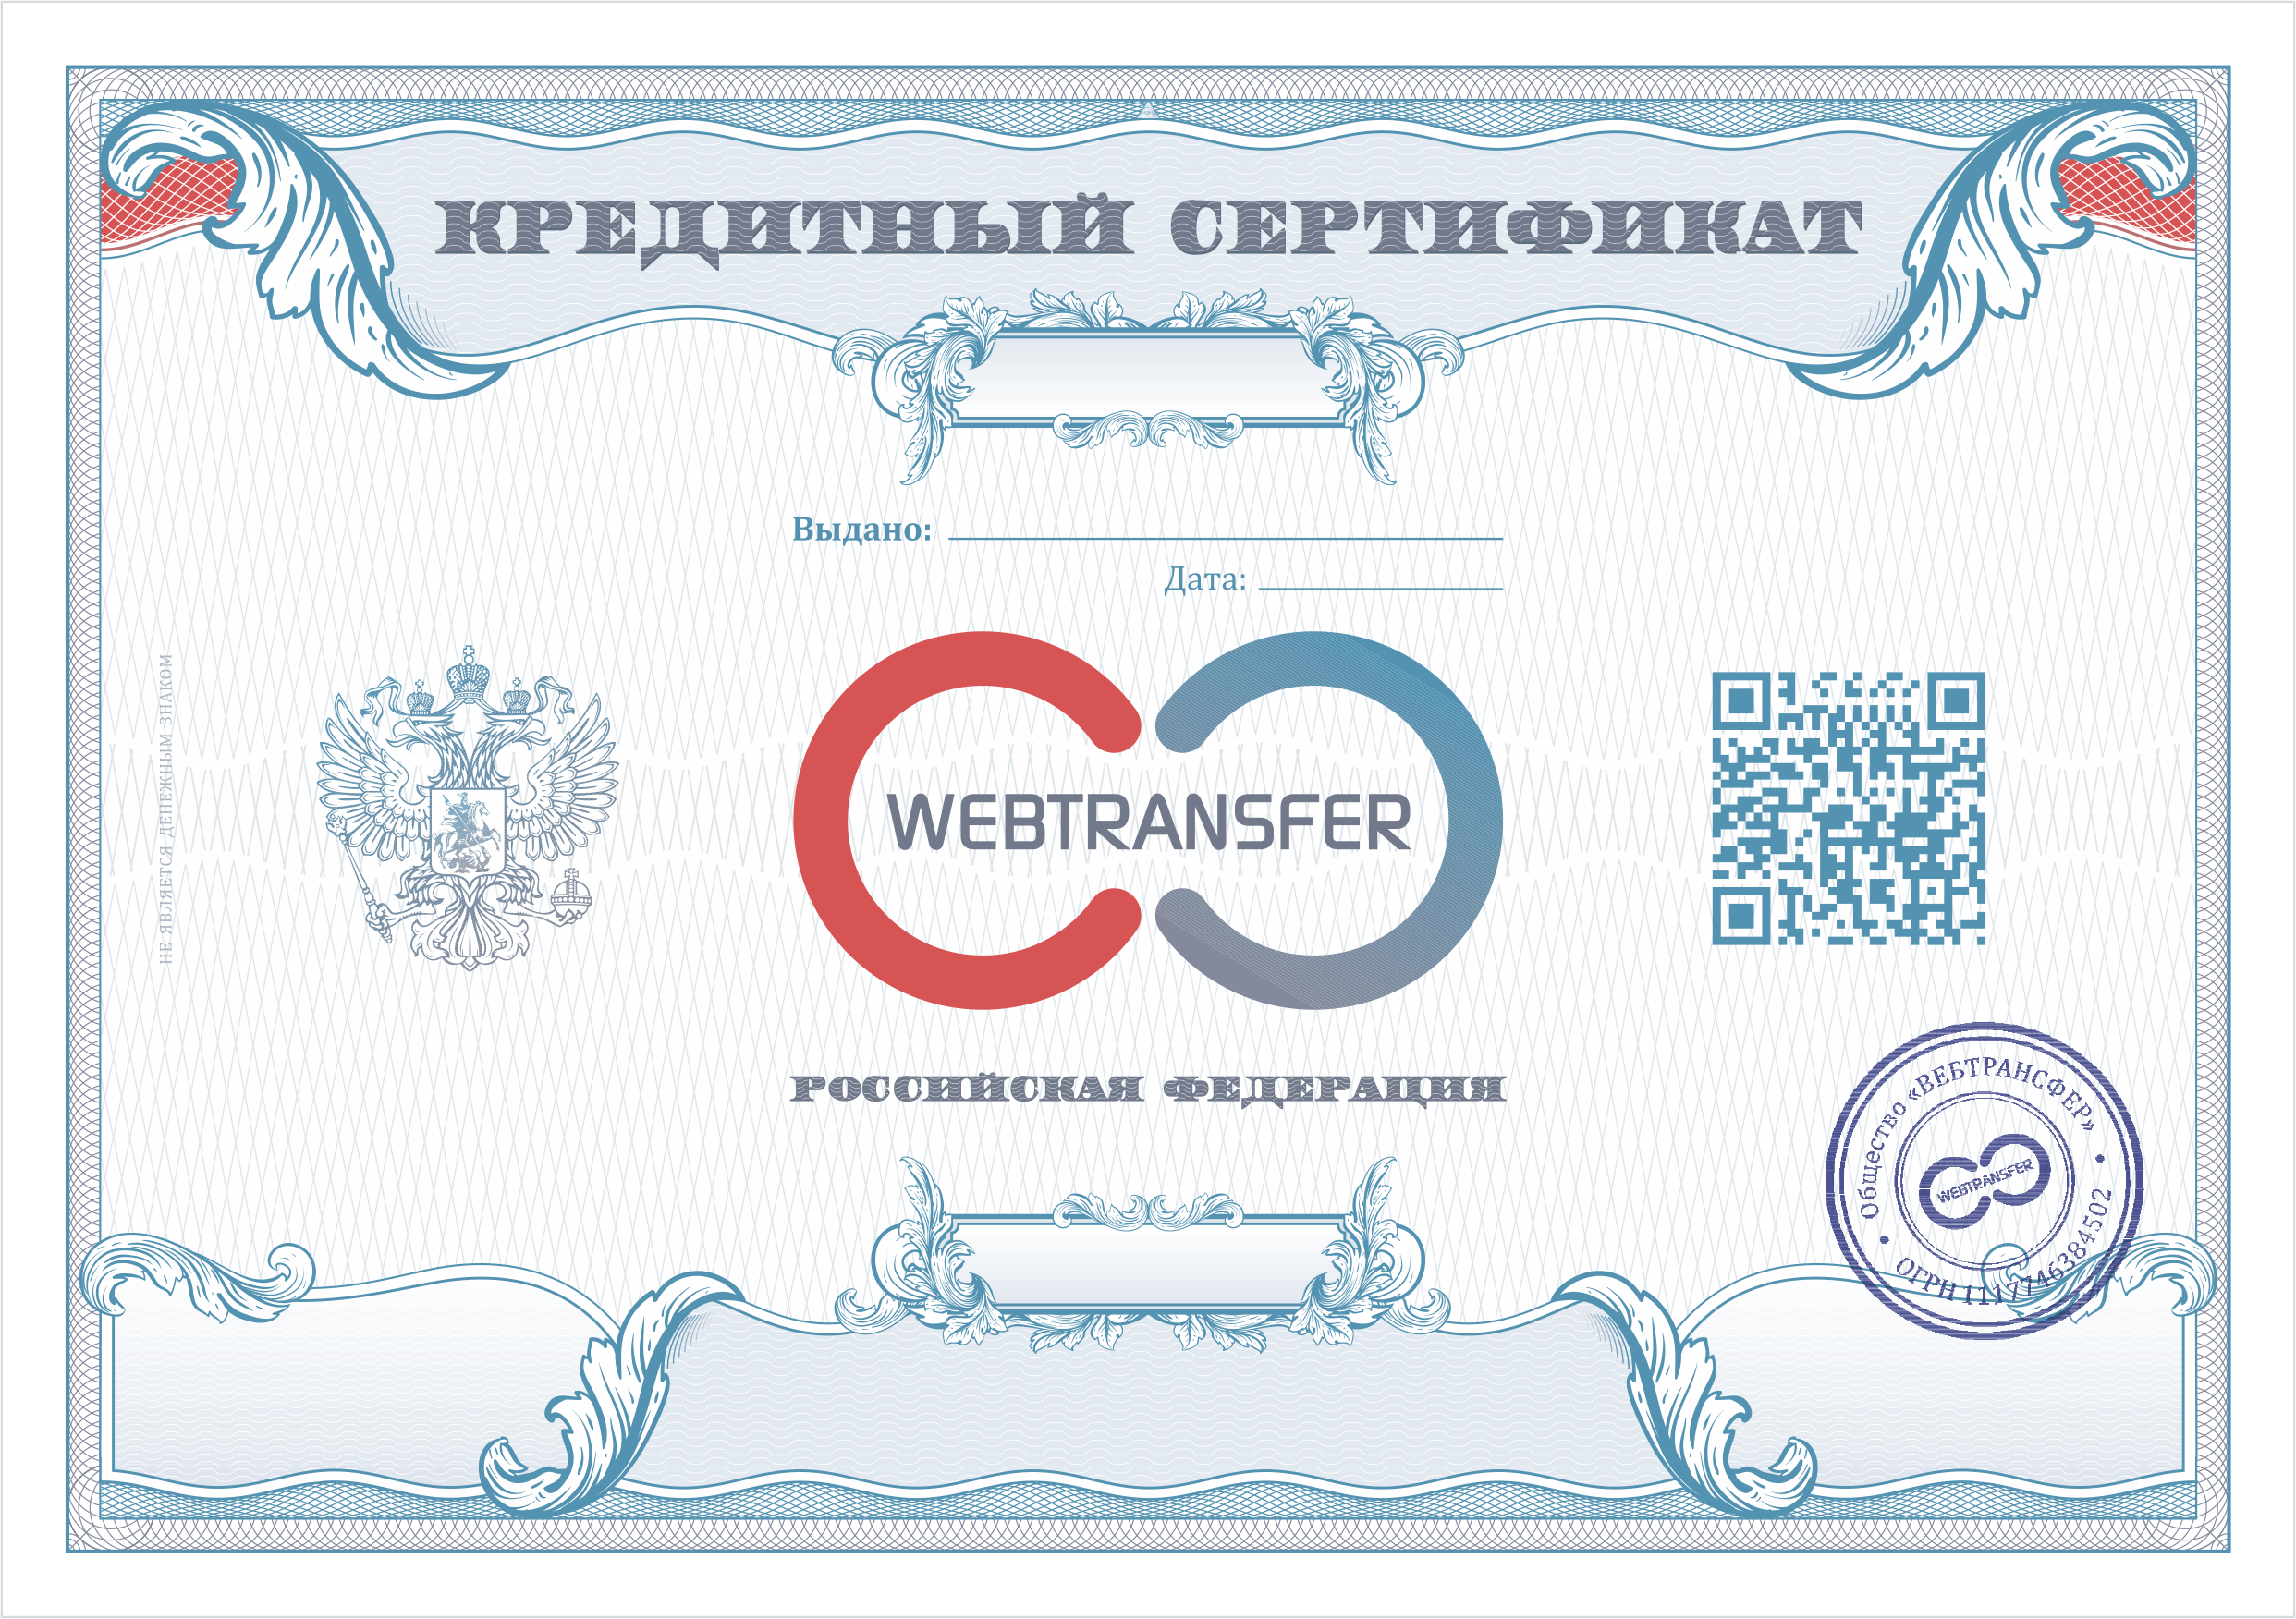 КРЕДИТНЫЙ СЕРТИФИКАТ
Выдано:
Дата:
НЕ ЯВЛЯЕТСЯ ДЕНЕЖНЫМ ЗНАКОМ
WEBTRANSFER
РОССИЙСКАЯ ФЕДЕРАЦИЯ
Общество «ВЕБТРАНСФЕР»
WEBTRANSFER
ОГРН 1117746384502